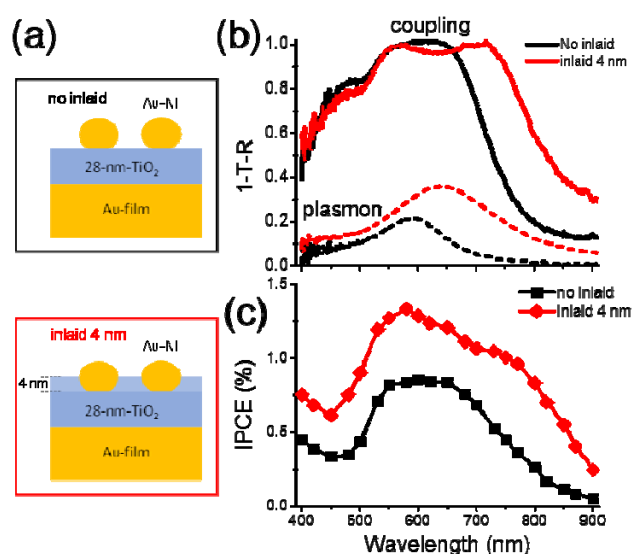 (a)
no inlaid
Au-NI
28-nm-TiO₂
Au-film
inlaid 4 nm
Au-NI
4 nm
28-nm-TiO₂
Au-film
(b)
coupling
No inlaid
inlaid 4 nm
1.0
0.8
0.6
0.4
0.2
0.0
1-T-R
plasmon
(c)
no inlaid
Inlaid 4 nm
1.5
1.0
0.5
0.0
IPCE (%)
400 500 600 700 800 900
Wavelength (nm)